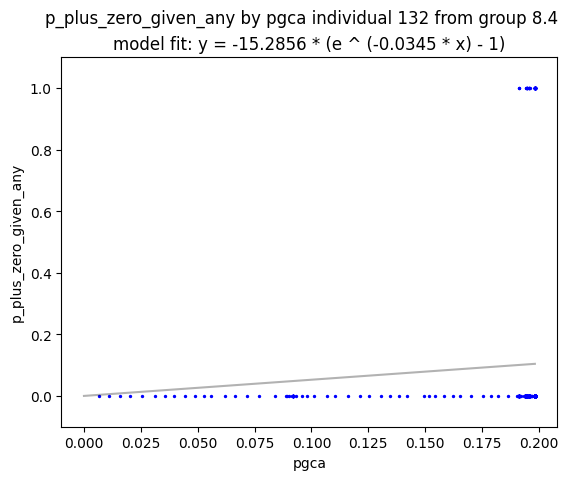 p_plus_zero_given_any by pgca individual 132 from group 8.4
model fit: y = -15.2856 * (e ^ (-0.0345 * x) - 1)
1.0
0.8
0.6
0.4
0.2
0.0
p_plus_zero_given_any
0.000 0.025 0.050 0.075 0.100 0.125 0.150 0.175 0.200
pgca